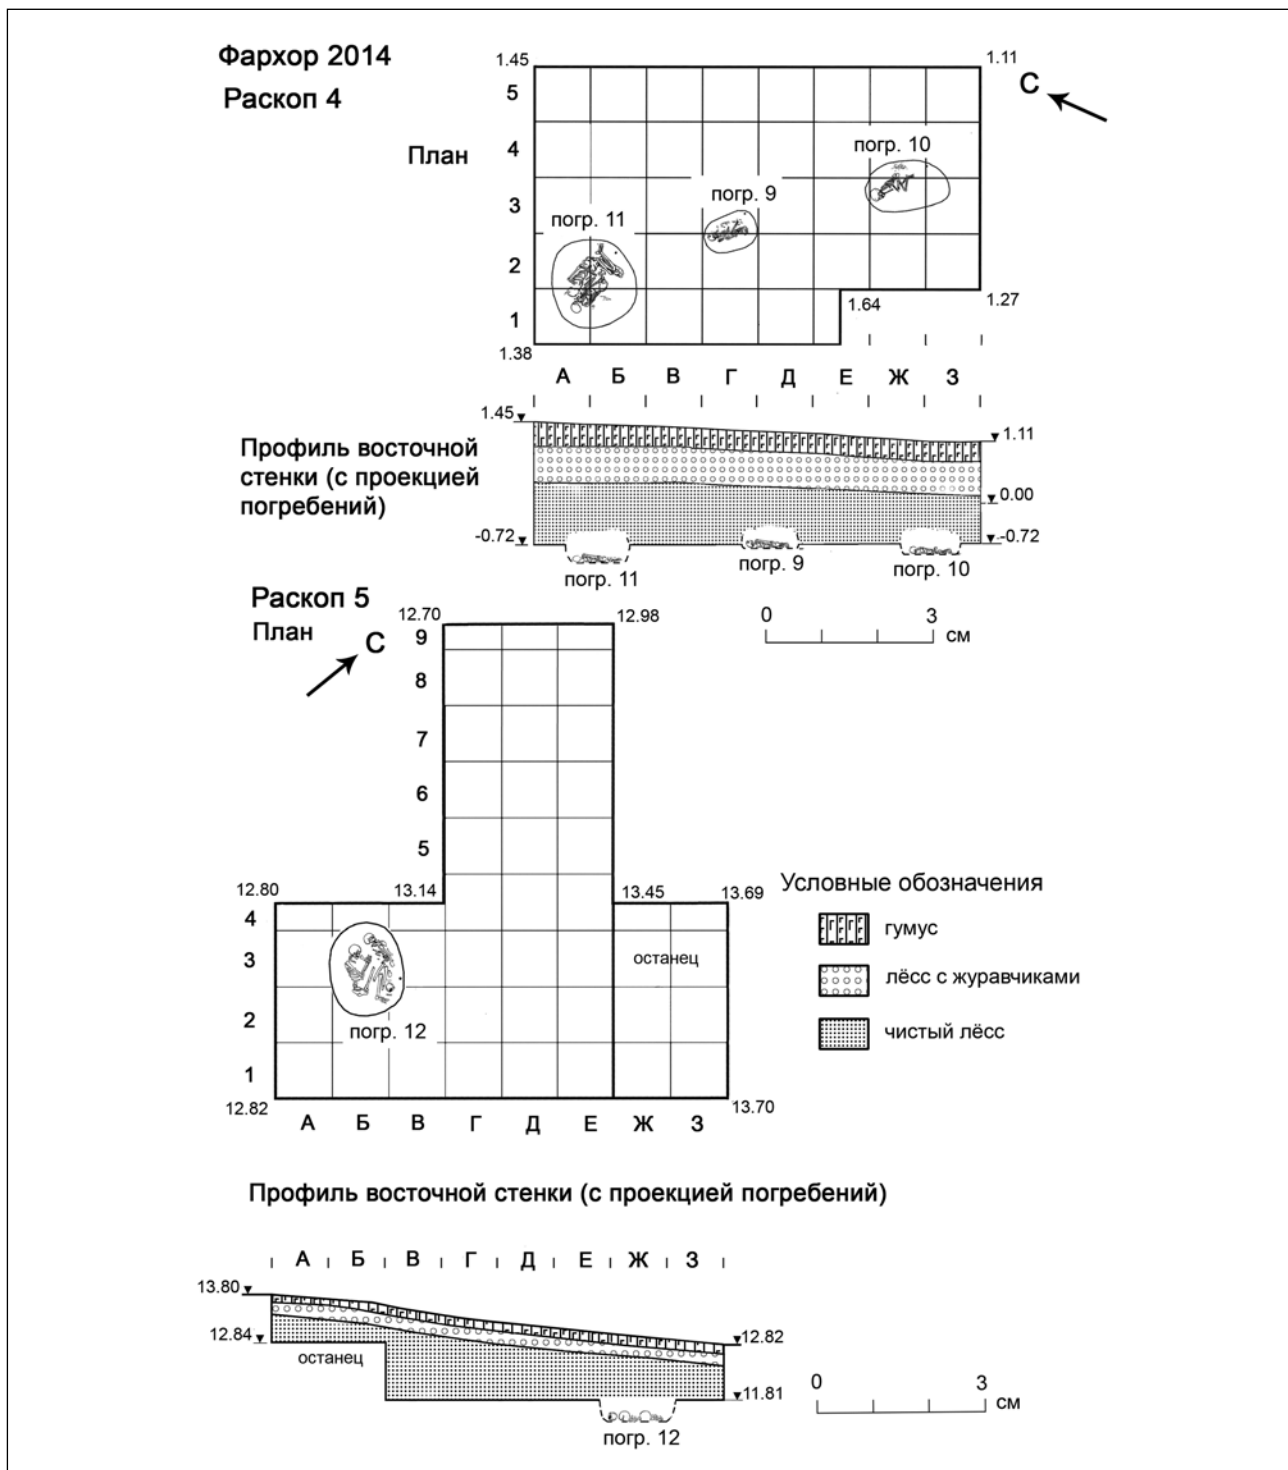 Фархор 2014
Раскоп 4
План
1.45
1.11
С
5
4
3
2
1
погр. 10
погр. 9
погр. 11
1.64
1.27
1.38
А Б В Г Д Е Ж З
Профиль восточной
стенки (с проекцией
погребений)
1.45
1.11
0.00
-0.72
-0.72
погр. 11
погр. 9
погр. 10
0 3
см
Раскоп 5
План
С
12.70
12.98
9
8
7
6
5
12.80
13.14
13.45
13.69
4
3
2
1
останец
погр. 12
12.82
13.70
А Б В Г Д Е Ж З
Условные обозначения
гумус
лёсс с журавчиками
чистый лёсс
Профиль восточной стенки (с проекцией погребений)
А Б В Г Д Е Ж З
13.80
12.84
12.82
11.81
останец
погр. 12
0 3
см